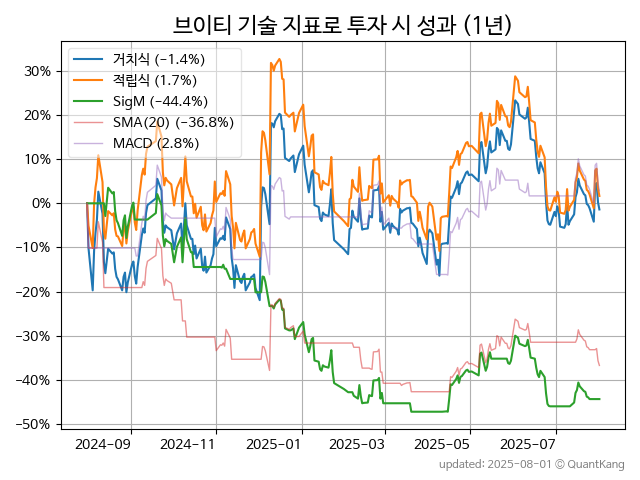 브이티 기술 지표로 투자 시 성과 (1년)
거치식 (−1.4%)
적립식 (1.7%)
SigM (−44.4%)
SMA(20) (−36.8%)
MACD (2.8%)
30%
20%
10%
0%
−10%
−20%
−30%
−40%
−50%
2024-09 2024-11 2025-01 2025-03 2025-05 2025-07
updated: 2025-08-01 © QuantKang